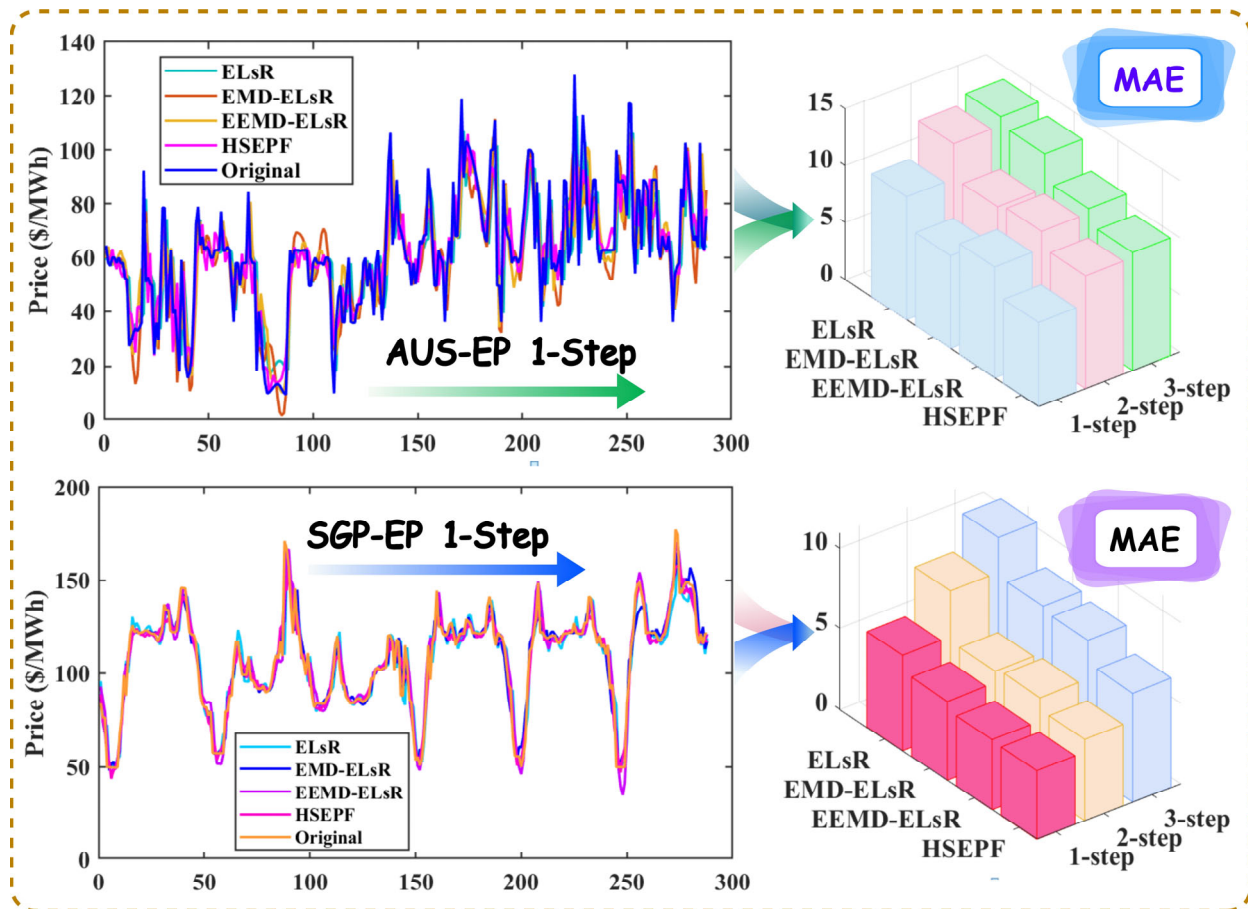 140
120
100
80
60
40
20
0
Price ($/MWh)
ELsR
EMD-ELsR
EEMD-ELsR
HSEPF
Original
AUS-EP 1-Step
0 50 100 150 200 250 300
MAE
15
10
5
0
ELsR
EMD-ELsR
EEMD-ELsR
HSEPF
1-step
2-step
3-step
200
150
100
50
0
Price ($/MWh)
SGP-EP 1-Step
ELsR
EMD-ELsR
EEMD-ELsR
HSEPF
Original
0 50 100 150 200 250 300
MAE
10
5
0
ELsR
EMD-ELsR
EEMD-ELsR
HSEPF
1-step
2-step
3-step